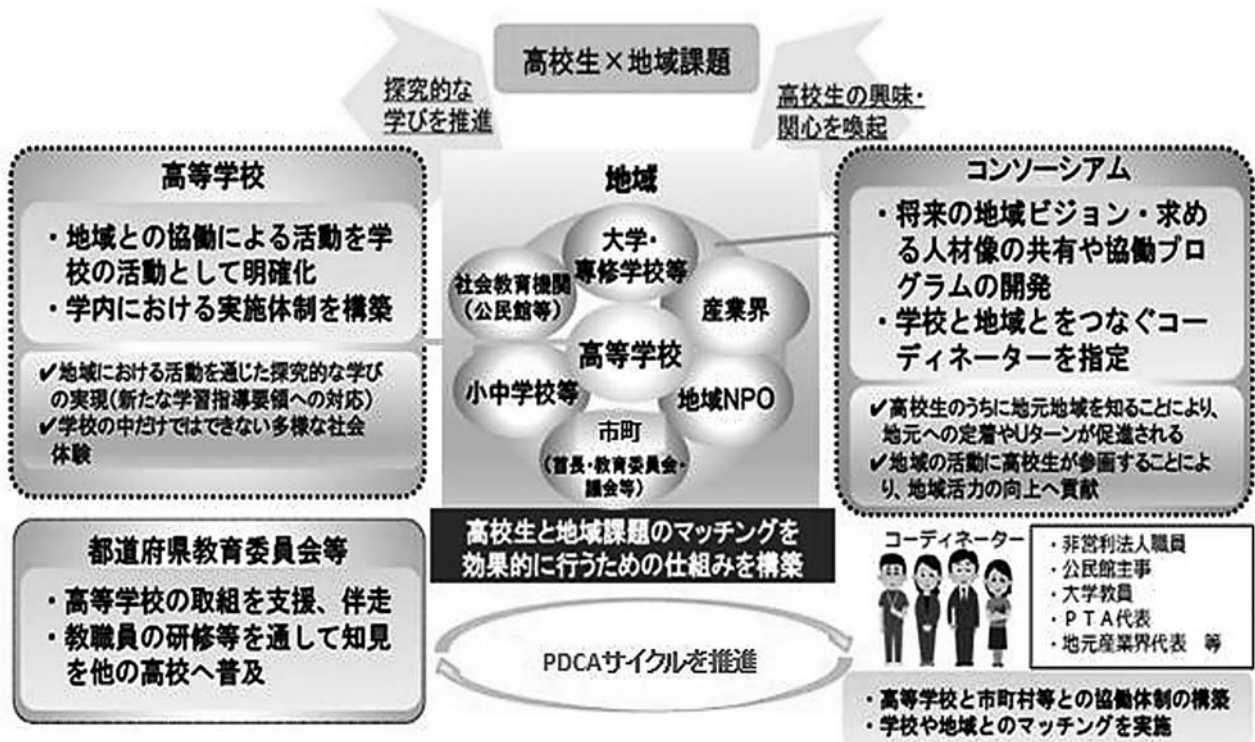 高校生×地域課題
探究的な
学びを推進
高校生の興味・
関心を喚起
高等学校
・地域との協働による活動を学
校の活動として明確化
・学内における実施体制を構築
✔地域における活動を通じた探究的な学び
の実現(新たな学習指導要領への対応)
✔学校の中だけではできない多様な社会
体験
地域
大学・
専修学校等
社会教育機関
(公民館等)
産業界
高等学校
小中学校等
地域NPO
市町
(首長・教育委員会・
議会等)
コンソーシアム
・将来の地域ビジョン・求め
る人材像の共有や協働プロ
グラムの開発
・学校と地域とをつなぐコー
ディネーターを指定
✔高校生のうちに地元地域を知ることにより、
地元への定着やUターンが促進される
✔地域の活動に高校生が参画することによ
り、地域活力の向上へ貢献
高校生と地域課題のマッチングを
効果的に行うための仕組みを構築
都道府県教育委員会等
・高等学校の取組を支援、伴走
・教職員の研修等を通して知見
を他の高校へ普及
PDCAサイクルを推進
コーディネーター
・非営利法人職員
・公民館主事
・大学教員
・PTA代表
・地元産業界代表 等
・高等学校と市町村等との協働体制の構築
・学校や地域とのマッチングを実施